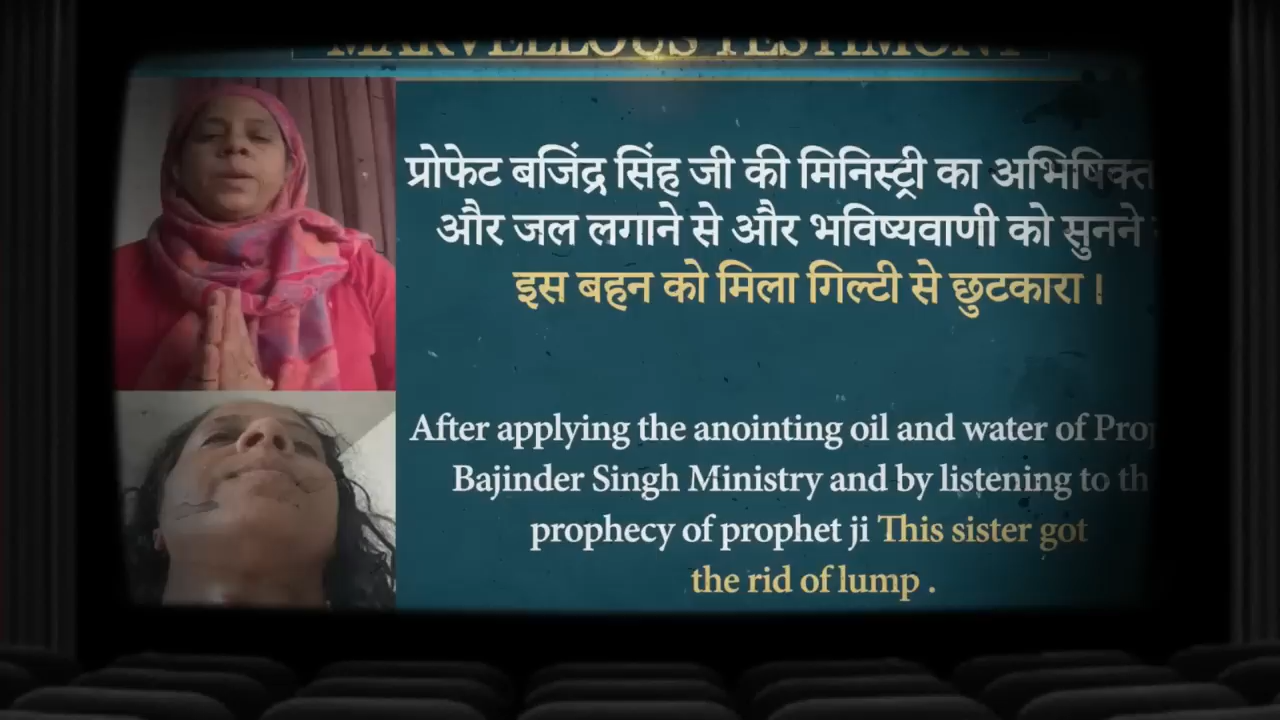 MARVELLOUS TESTIMONY
प्रोफेट बजिंद्र सिंह जी की मिनिस्ट्री का अभिषिक्त
और जल लगाने से और भविष्यवाणी को सुनने
इस बहन को मिला गिल्टी से छुटकारा !
After applying the anointing oil and water of
Bajinder Singh Ministry and by listening to
prophecy of prophet ji This sister got
the rid of lump .